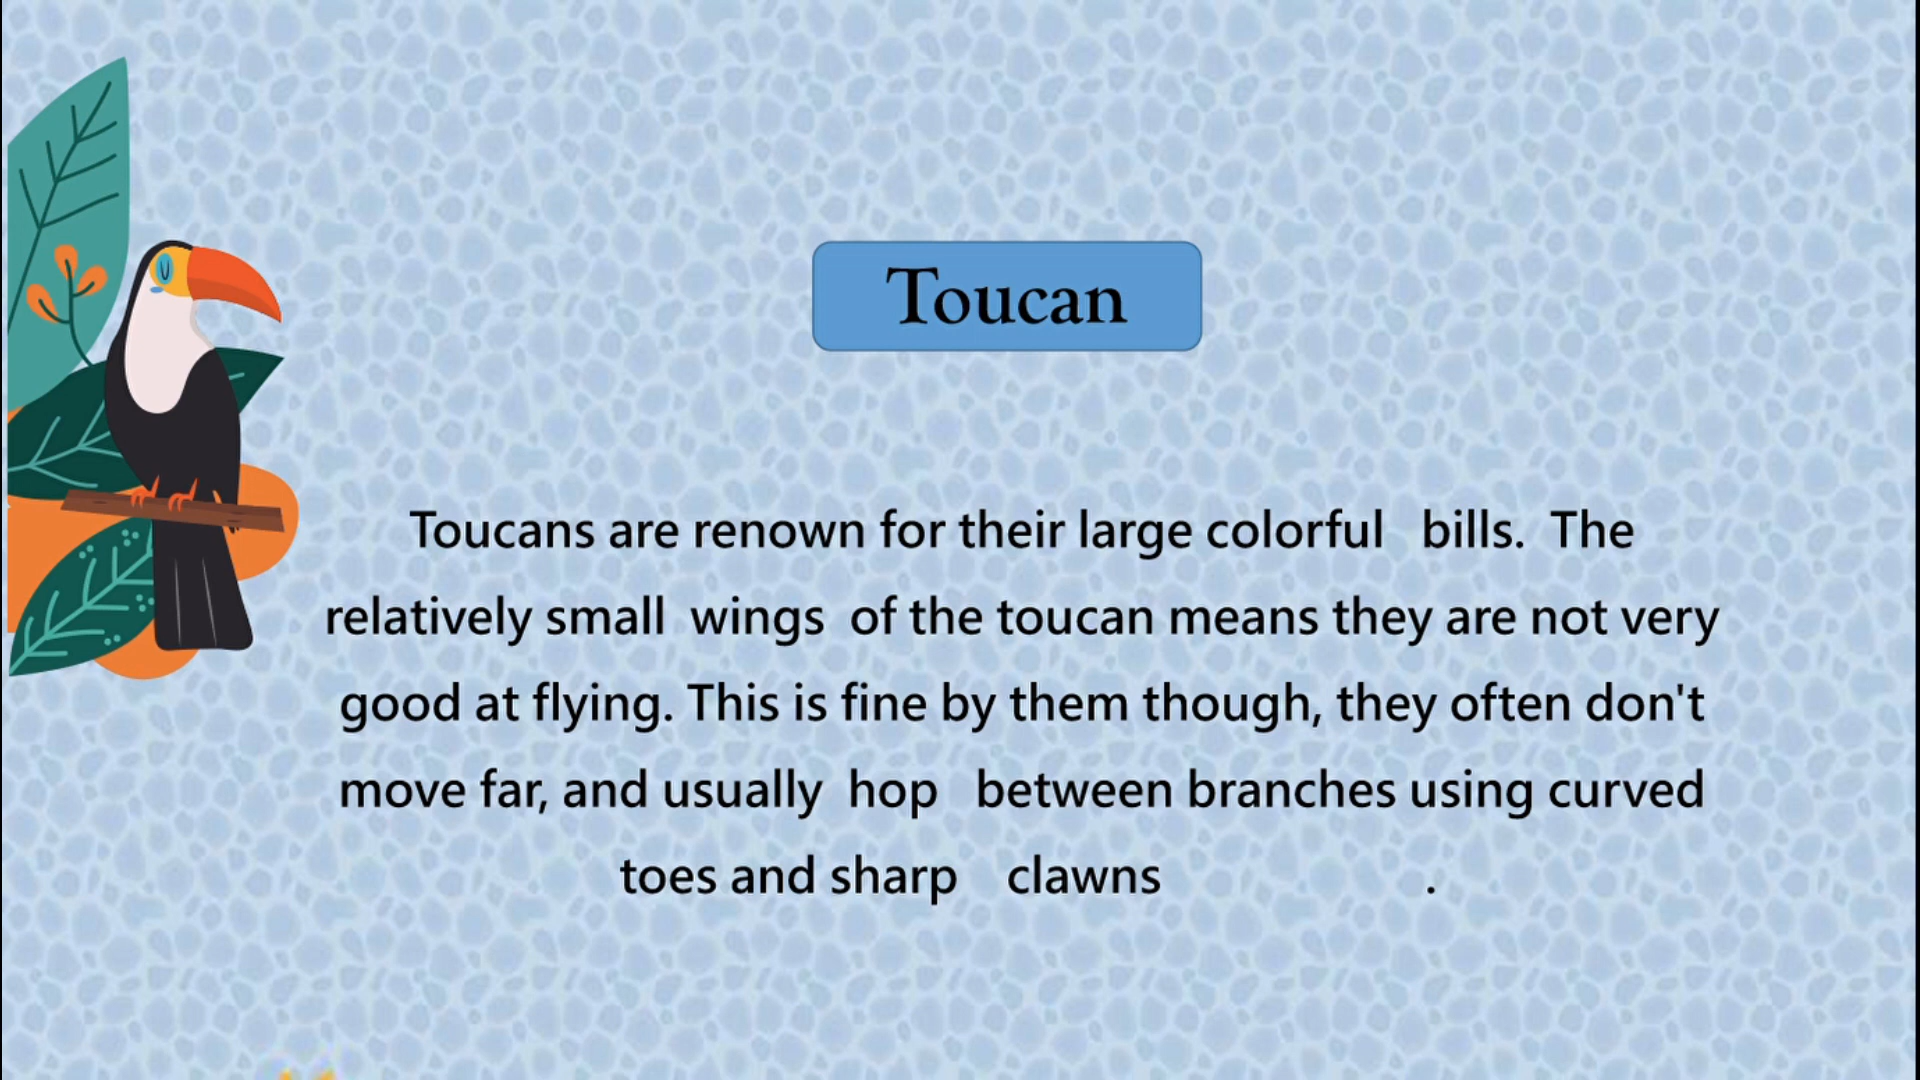 Toucan
Toucans are renown for their large colorful bills. The
relatively small wings of the toucan means they are not very
good at flying. This is fine by them though, they often don't
move far, and usually hop between branches using curved
toes and sharp clawns .